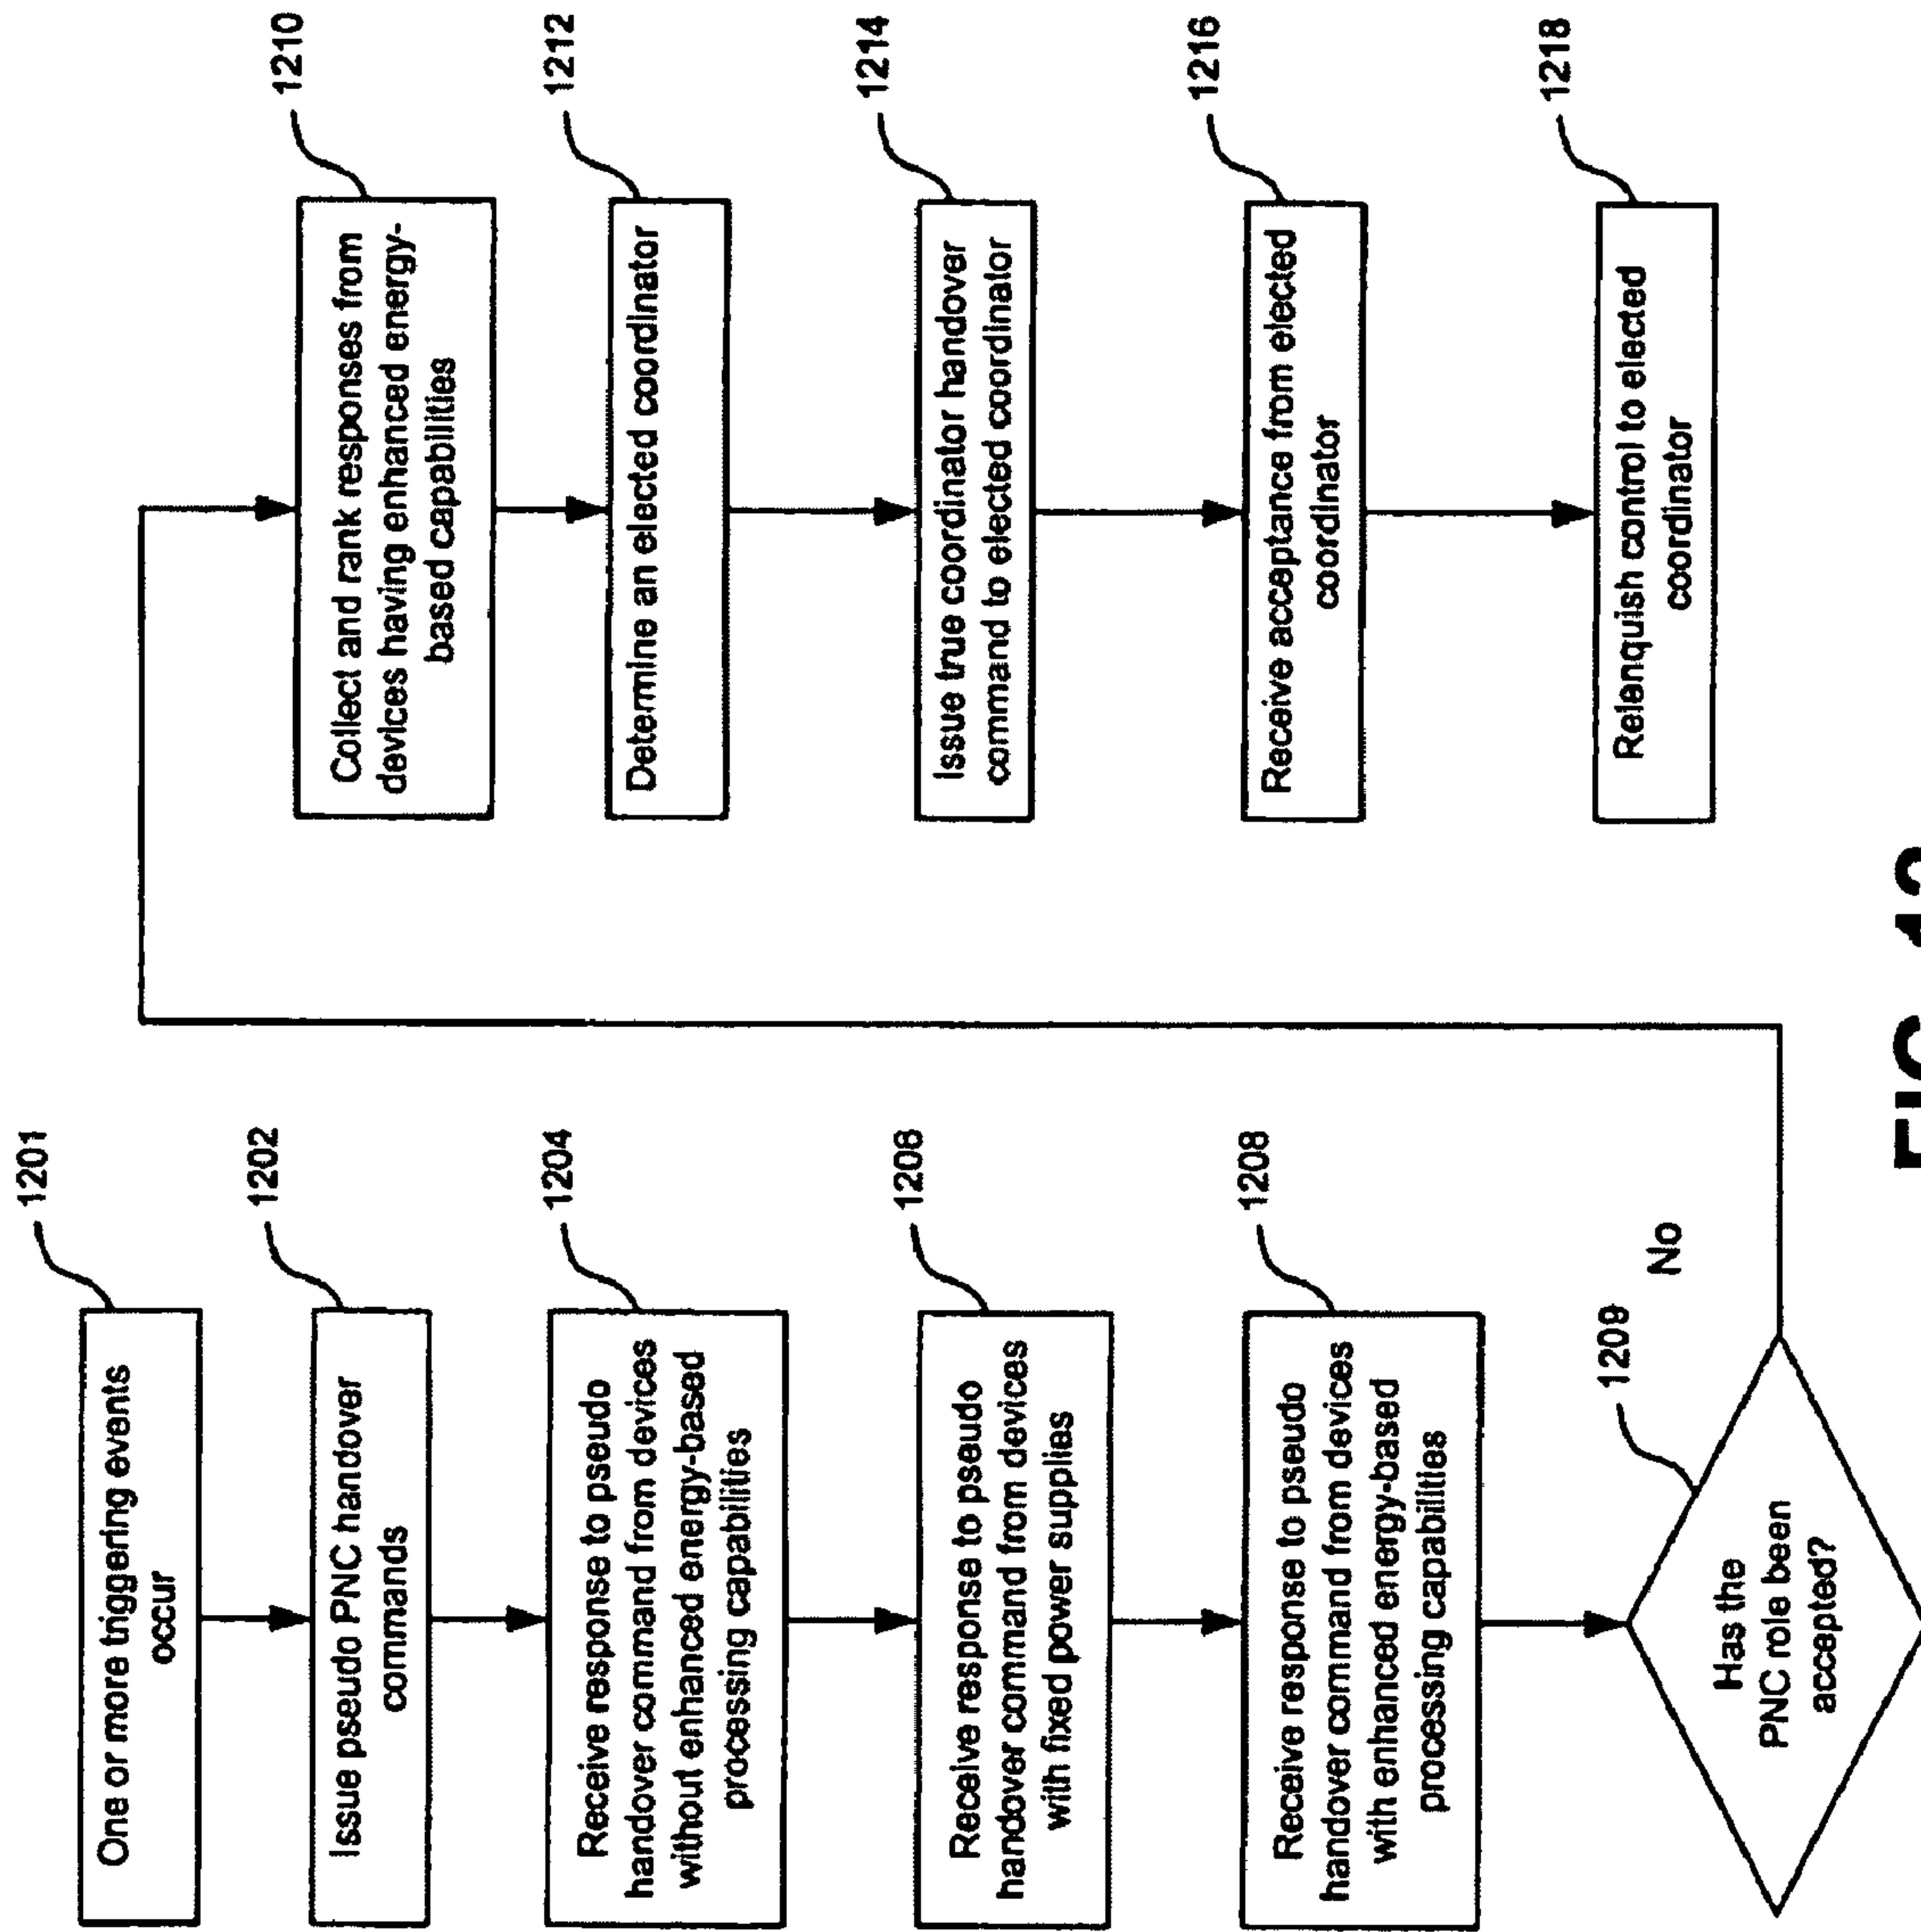 One or more triggering events
occur
1201
Issue pseudo PNC handover
commands
1202
Receive response to pseudo
handover command from devices
without enhanced energy-based
processing capabilities
1204
Receive response to pseudo
handover command from device
with fixed power supplies
1206
Receive response to pseudo
handover command from devices
with enhanced energy-based
processing capabilities
1208
Has the
PNC role been
accepted?
1209
No
Collect and rank responses from
devices having enhanced energy-
based capabilities
1210
Determine an elected coordinator
1212
Issue true coordinator handover
command to elected coordinator
1214
Receive acceptance from elected
coordinator
1216
Relenquish control to elected
coordinator
1218